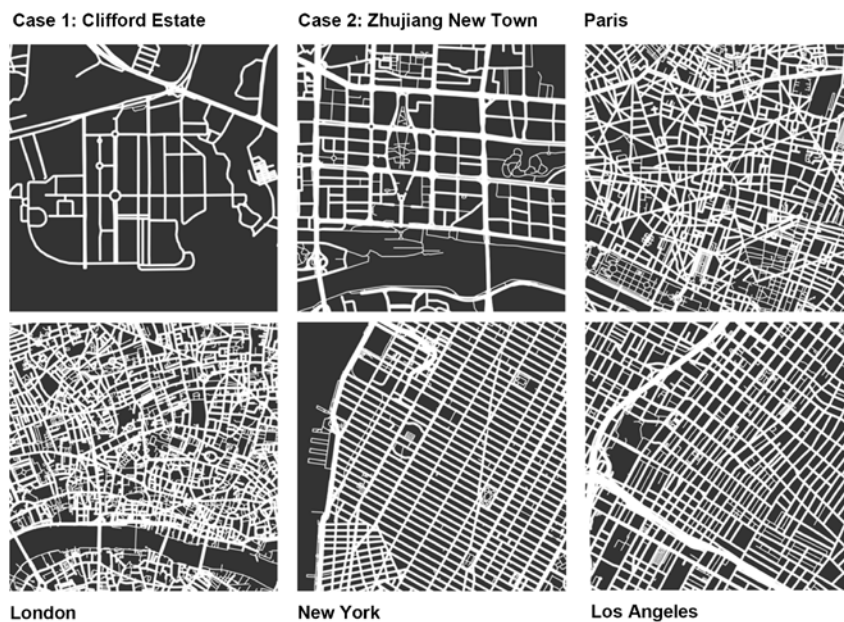 Case 1: Clifford Estate
Case 2: Zhujiang New Town
Paris
London
New York
Los Angeles